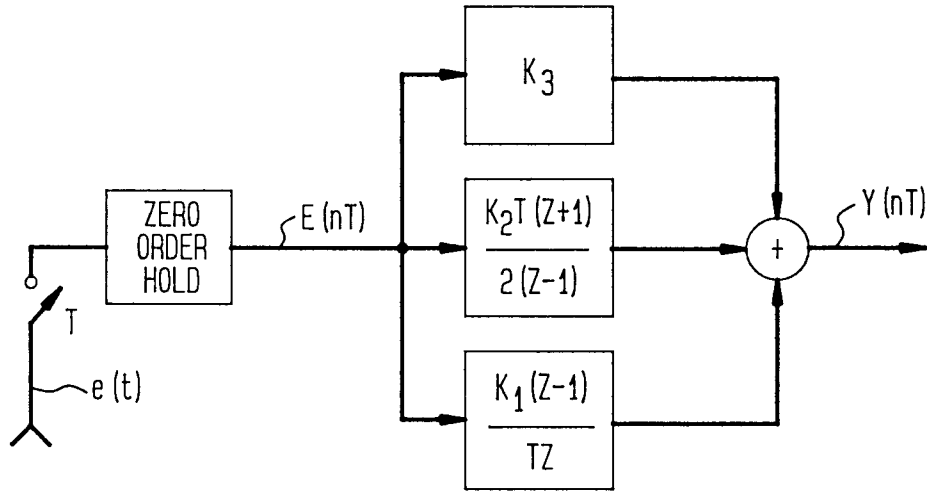 K3
ZERO
ORDER
HOLD
E (nT)
K2T (Z+1)
2 (Z-1)
+
Y (nT)
T
e (t)
K1 (Z-1)
TZ